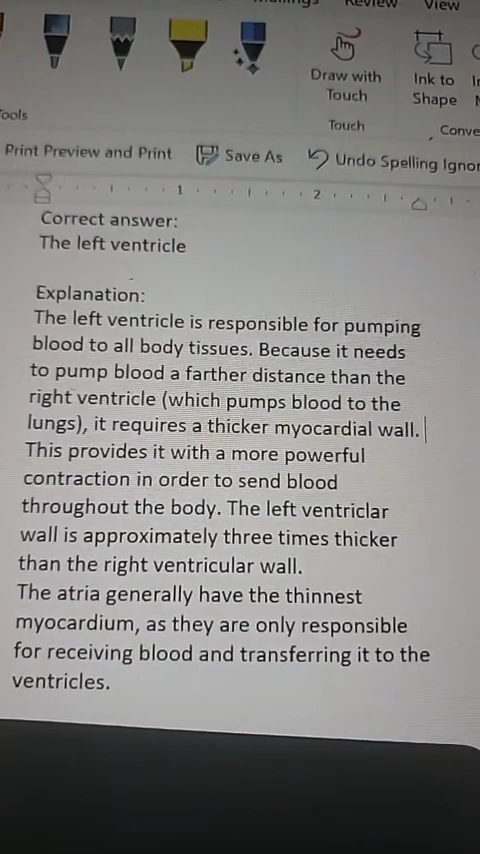 Review View
Draw with Touch
Ink to Shape
Tools
Touch
Print Preview and Print Save As Undo Spelling
1 2
Correct answer:
The left ventricle
Explanation:
The left ventricle is responsible for pumping
blood to all body tissues. Because it needs
to pump blood a farther distance than the
right ventricle (which pumps blood to the
lungs), it requires a thicker myocardial wall.
This provides it with a more powerful
contraction in order to send blood
throughout the body. The left ventriclar
wall is approximately three times thicker
than the right ventricular wall.
The atria generally have the thinnest
myocardium, as they are only responsible
for receiving blood and transferring it to the
ventricles.